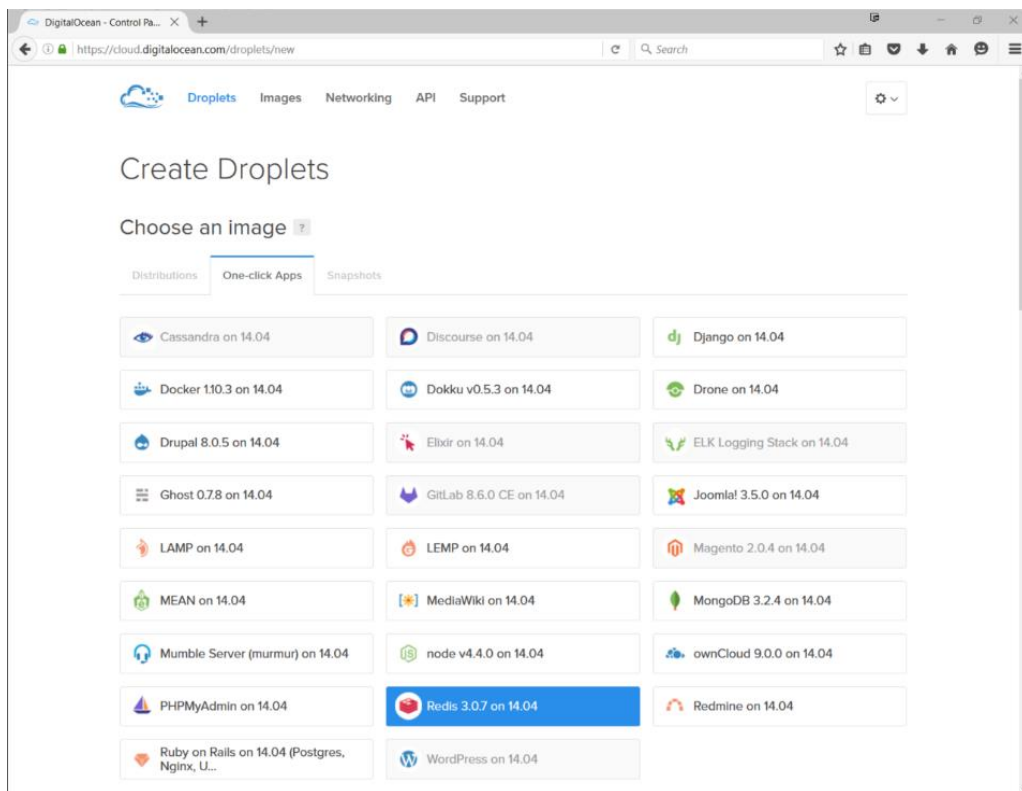 DigitalOcean - Control Pa...
https://cloud.digitalocean.com/droplets/new
Search
Droplets Images Networking API Support
Create Droplets
Choose an image ?
Distributions One-click Apps Snapshots
Cassandra on 14.04 Discourse on 14.04 Django on 14.04
Docker 1.10.3 on 14.04 Dokku v0.5.3 on 14.04 Drone on 14.04
Drupal 8.0.5 on 14.04 Elixir on 14.04 ELK Logging Stack on 14.04
Ghost 0.7.8 on 14.04 GitLab 8.6.0 CE on 14.04 Joomla! 3.5.0 on 14.04
LAMP on 14.04 LEMP on 14.04 Magento 2.0.4 on 14.04
MEAN on 14.04 MediaWiki on 14.04 MongoDB 3.2.4 on 14.04
Mumble Server (murmur) on 14.04 node v4.4.0 on 14.04 ownCloud 9.0.0 on 14.04
PHPMyAdmin on 14.04 Redis 3.0.7 on 14.04 Redmine on 14.04
Ruby on Rails on 14.04 (Postgres,
Nginx, U...
WordPress on 14.04